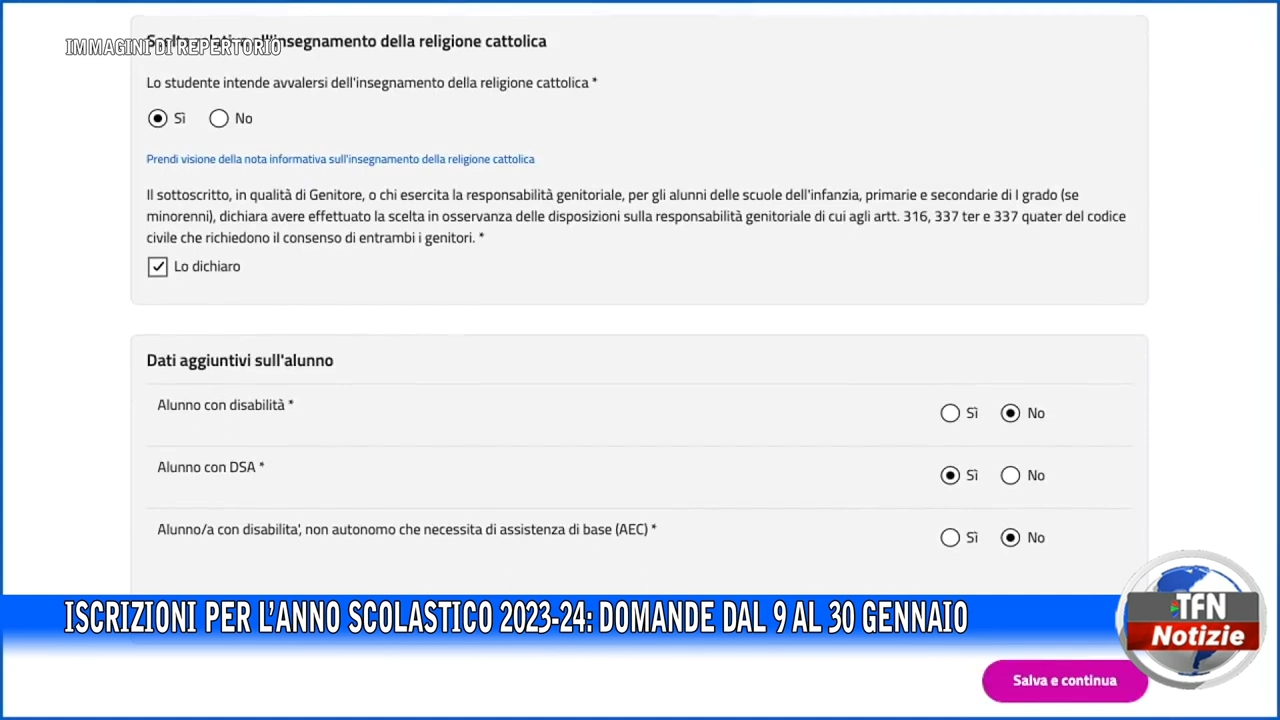 IMMAGINI DI REPERTORIO
Scelta relativa all'insegnamento della religione cattolica
Lo studente intende avvalersi dell'insegnamento della religione cattolica *
Sì No
Prendi visione della nota informativa sull'insegnamento della religione cattolica
Il sottoscritto, in qualità di Genitore, o chi esercita la responsabilità genitoriale, per gli alunni delle scuole dell'infanzia, primarie e secondarie di I grado (se
minorenni), dichiara avere effettuato la scelta in osservanza delle disposizioni sulla responsabilità genitoriale di cui agli artt. 316, 337 ter e 337 quater del codice
civile che richiedono il consenso di entrambi i genitori. *
Lo dichiaro
Dati aggiuntivi sull'alunno
Alunno con disabilità * Sì No
Alunno con DSA * Sì No
Alunno/a con disabilita', non autonomo che necessita di assistenza di base (AEC) * Sì No
ISCRIZIONI PER L'ANNO SCOLASTICO 2023-24: DOMANDE DAL 9 AL 30 GENNAIO
TFN
Notizie
Salva e continua